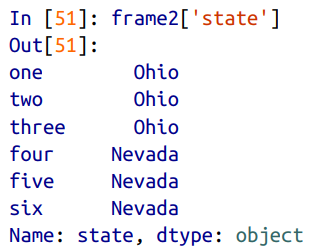 In [51]: frame2['state']
Out[51]:
one Ohio
two Ohio
three Ohio
four Nevada
five Nevada
six Nevada
Name: state, dtype: object